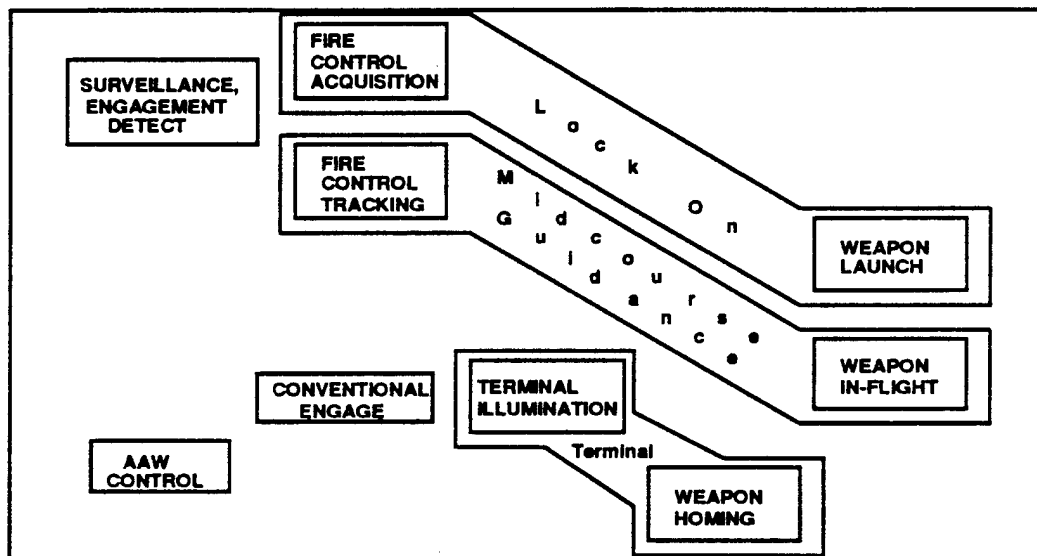 FIRE
CONTROL
ACQUISITION
SURVEILLANCE,
ENGAGEMENT
DETECT
Lock On
FIRE
CONTROL
TRACKING
Midcourse
Guidance
WEAPON
LAUNCH
WEAPON
IN-FLIGHT
CONVENTIONAL
ENGAGE
TERMINAL
ILLUMINATION
Terminal
AAW
CONTROL
WEAPON
HOMING